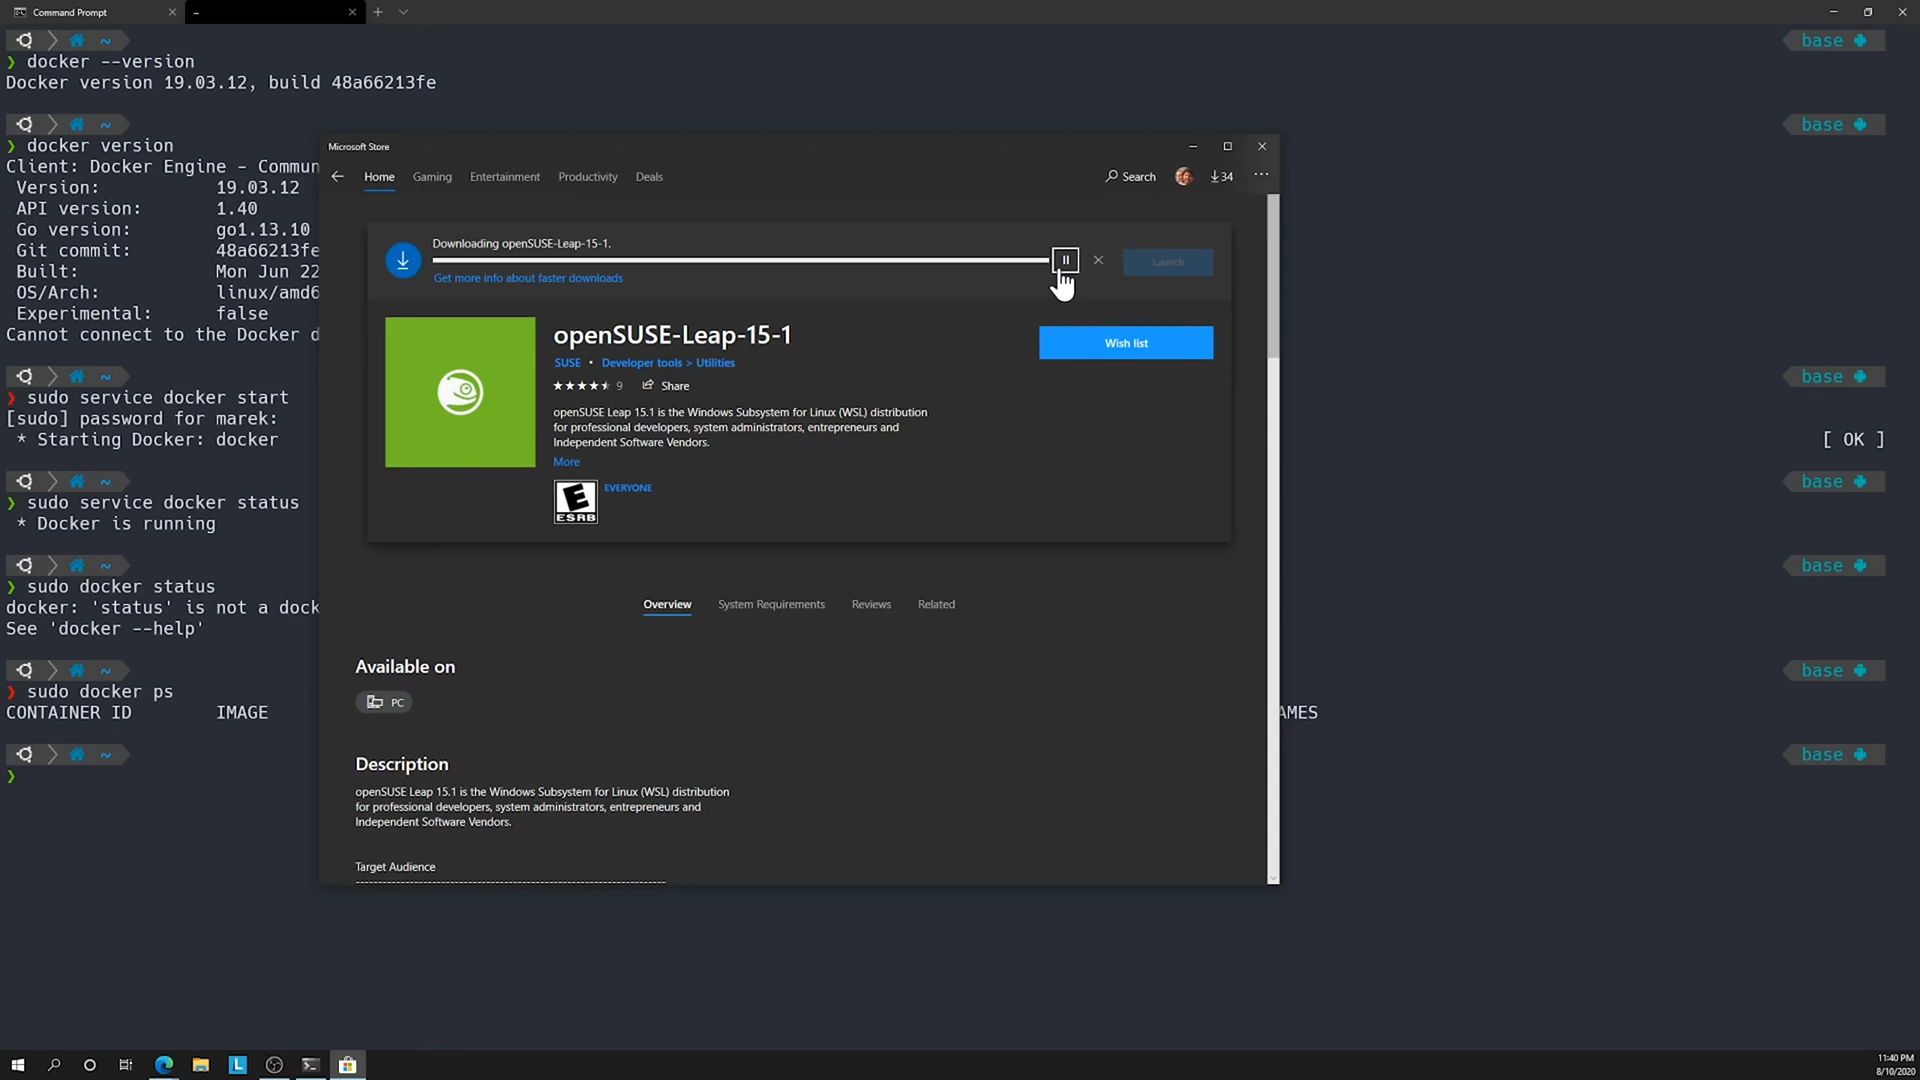 Command Prompt
~
base
❯ docker --version
Docker version 19.03.12, build 48a66213fe
~
base
❯ docker version
Client: Docker Engine - Commun
Version: 19.03.12
API version: 1.40
Go version: go1.13.10
Git commit: 48a66213fe
Built: Mon Jun 22
OS/Arch: linux/amd6
Experimental: false
Cannot connect to the Docker d
~
base
❯ sudo service docker start
[sudo] password for marek:
* Starting Docker: docker
[ OK ]
~
base
❯ sudo service docker status
* Docker is running
~
base
❯ sudo docker status
docker: 'status' is not a dock
See 'docker --help'
~
base
❯ sudo docker ps
CONTAINER ID IMAGE
AMES
~
base
❯
Microsoft Store
Home Gaming Entertainment Productivity Deals
Search
34
Downloading openSUSE-Leap-15-1.
Get more info about faster downloads
Launch
openSUSE-Leap-15-1
Wish list
SUSE • Developer tools > Utilities
9
Share
openSUSE Leap 15.1 is the Windows Subsystem for Linux (WSL) distribution
for professional developers, system administrators, entrepreneurs and
Independent Software Vendors.
More
E
ESRB
EVERYONE
Overview System Requirements Reviews Related
Available on
PC
Description
openSUSE Leap 15.1 is the Windows Subsystem for Linux (WSL) distribution
for professional developers, system administrators, entrepreneurs and
Independent Software Vendors.
Target Audience
L
11:40 PM
8/10/2020